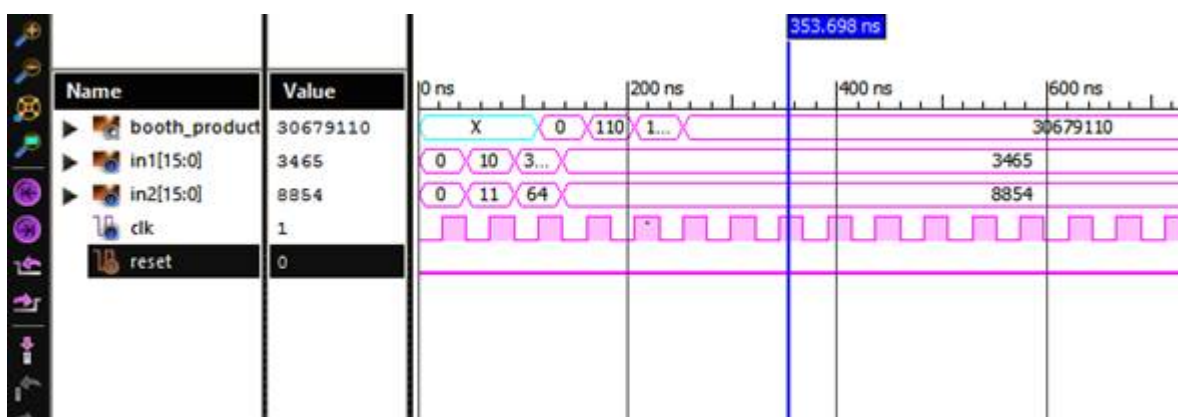 353.698 ns
Name Value 0 ns 200 ns 400 ns 600 ns
booth_product 30679110 X 0 110 1... 30679110
in1[15:0] 3465 0 10 3... 3465
in2[15:0] 8854 0 11 64 8854
clk 1
reset 0